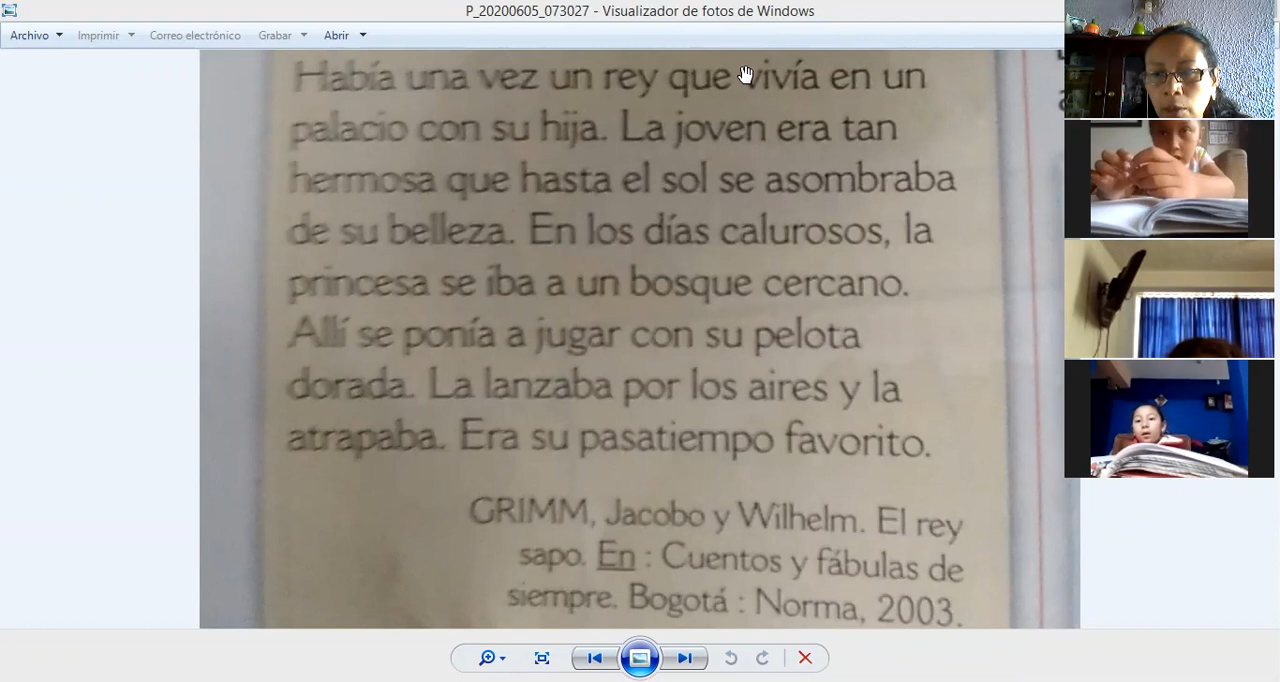 P_20200605_073027 - Visualizador de fotos de Windows
Archivo Imprimir Correo electrónico Grabar Abrir
Había una vez un rey que vivía en un
palacio con su hija. La joven era tan
hermosa que hasta el sol se asombraba
de su belleza. En los días calurosos, la
princesa se iba a un bosque cercano.
Allí se ponía a jugar con su pelota
dorada. La lanzaba por los aires y la
atrapaba. Era su pasatiempo favorito.
GRIMM, Jacobo y Wilhelm. El rey
sapo. En : Cuentos y fábulas de
siempre. Bogotá : Norma, 2003.